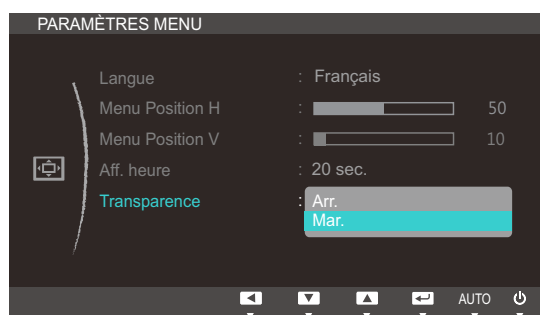 PARAMÈTRES MENU
Langue : Français
Menu Position H : 50
Menu Position V : 10
Aff. heure : 20 sec.
Transparence : Arr.
Mar.
AUTO